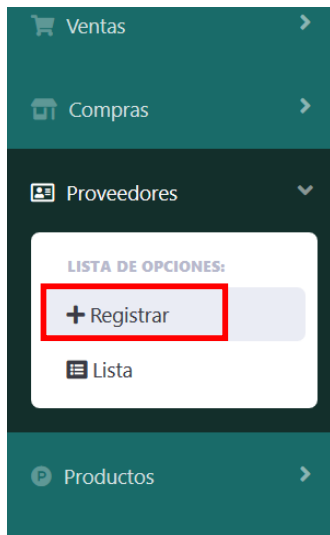 Ventas
Compras
Proveedores
LISTA DE OPCIONES:
Registrar
Lista
P Productos